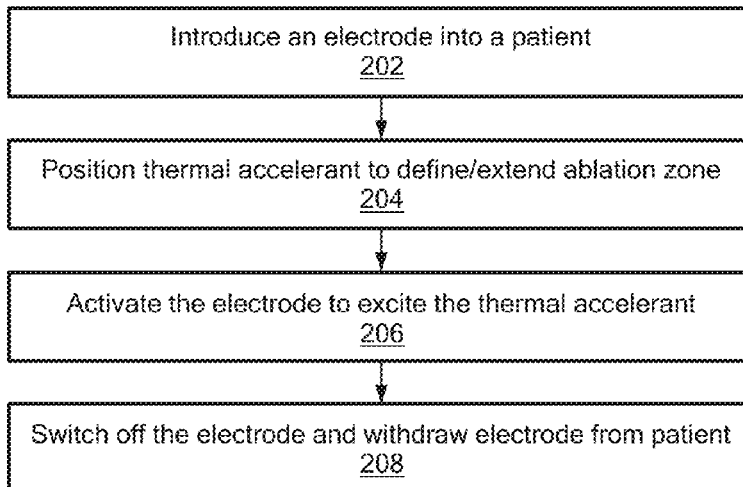 Introduce an electrode into a patient
202
Position thermal accelerant to define/extend ablation zone
204
Activate the electrode to excite the thermal accelerant
206
Switch off the electrode and withdraw electrode from patient
208